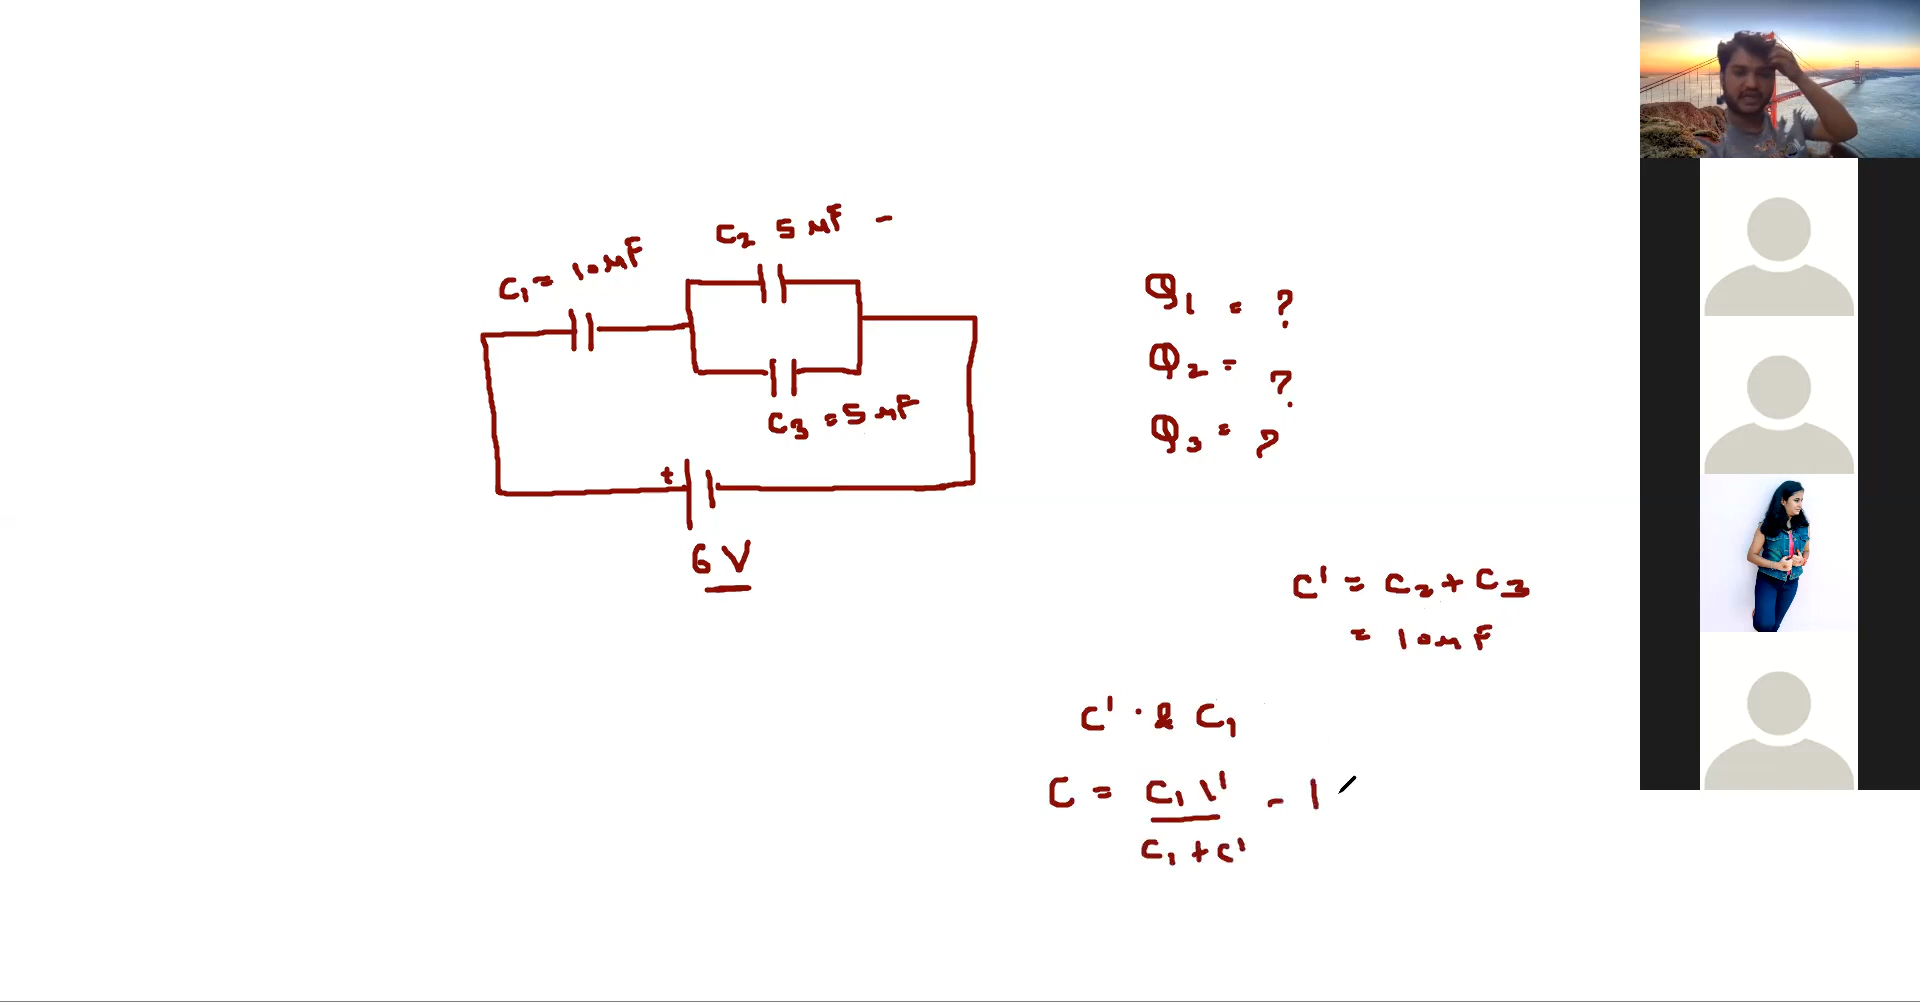 C₁ = 10 μF
C₂ 5 μF -
C₃ = 5 μF
+
6 V
Q₁ = ?
Q₂ = ?
Q₃ = ?
C' = C₂ + C₃
= 10 μF
C' · & C₁
C = C₁ \' - 1
C₁ + C'